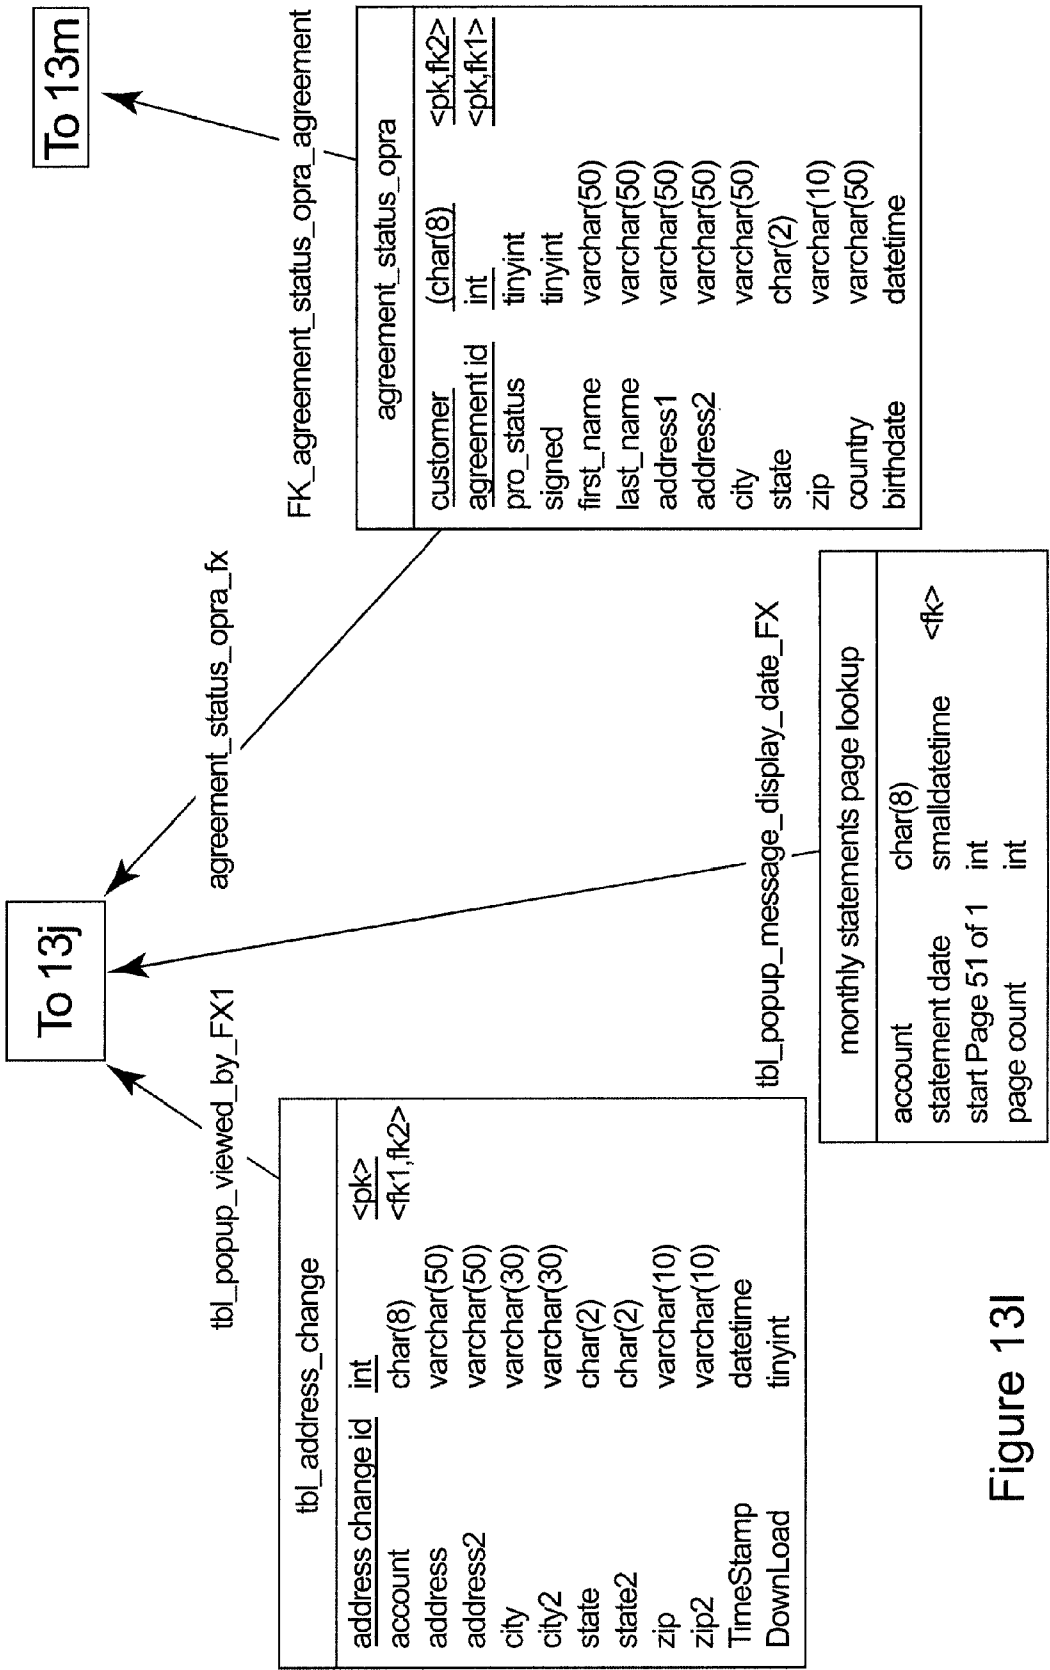 To 13m
To 13j
FK_agreement_status_opra_agreement
agreement_status_opra_fx
tbl_popup_viewed_by_FX1
tbl_popup_message_display_date_FX
tbl_address_change
address change id int <pk>
account char(8) <fk1,fk2>
address varchar(50)
address2 varchar(50)
city varchar(30)
city2 varchar(30)
state char(2)
state2 char(2)
zip varchar(10)
zip2 varchar(10)
TimeStamp datetime
DownLoad tinyint
monthly statements page lookup
account char(8)
statement date smalldatetime <fk>
start Page 51 of 1 int
page count int
agreement_status_opra
customer (char(8) <pk,fk2>
agreement id int <pk,fk1>
pro_status tinyint
signed tinyint
first_name varchar(50)
last_name varchar(50)
address1 varchar(50)
address2 varchar(50)
city varchar(50)
state char(2)
zip varchar(10)
country varchar(50)
birthdate datetime
Figure 13l